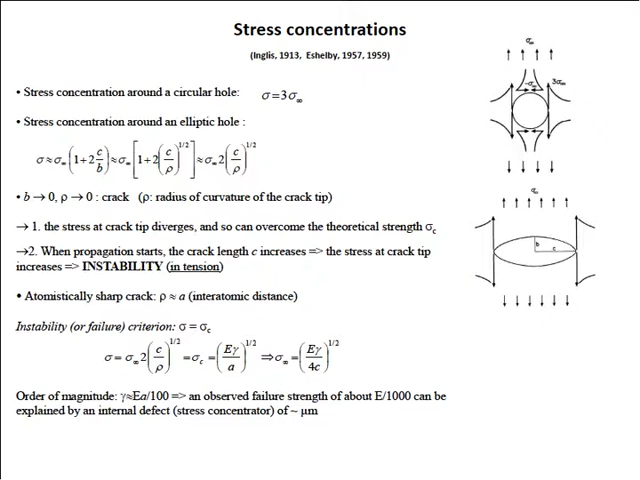 Stress concentrations
(Inglis, 1913, Eshelby, 1957, 1959)
• Stress concentration around a circular hole: σ=3σ∞
• Stress concentration around an elliptic hole :
σ≈σ∞(1+2 c/b)≈σ∞[1+2(c/ρ)^1/2]≈σ∞2(c/ρ)^1/2
• b → 0, ρ → 0 : crack (ρ: radius of curvature of the crack tip)
→ 1. the stress at crack tip diverges, and so can overcome the theoretical strength σc
→2. When propagation starts, the crack length c increases => the stress at crack tip
increases => INSTABILITY (in tension)
• Atomistically sharp crack: ρ ≈ a (interatomic distance)
Instability (or failure) criterion: σ = σc
σ=σ∞2(c/ρ)^1/2=σc=(Eγ/a)^1/2 ⇒σ∞=(Eγ/4c)^1/2
Order of magnitude: γ≈Ea/100 => an observed failure strength of about E/1000 can be
explained by an internal defect (stress concentrator) of ~ μm
σ∞
-σ∞
3σ∞
σ∞
b
c